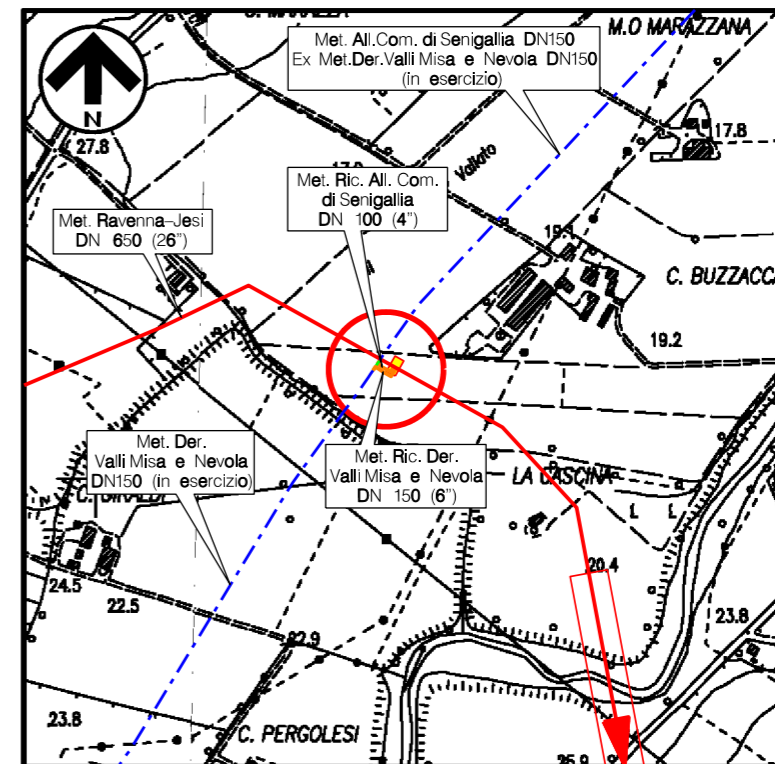 M.O MARAZZANA
Met. All.Com. di Senigallia DN150
Ex Met.Der.Valli Misa e Nevola DN150
(in esercizio)
N
27.8
17.8
Vallato
Met. Ric. All. Com.
di Senigallia
DN 100 (4")
Met. Ravenna-Jesi
DN 650 (26")
19.1
C. BUZZACCA
19.2
Met. Der.
Valli Misa e Nevola
DN150 (in esercizio)
Met. Ric. Der.
Valli Misa e Nevola
DN 150 (6")
LA CASCINA
L L
20.4
24.5
22.5
22.9
23.8
23.8
C. PERGOLESI
25.9